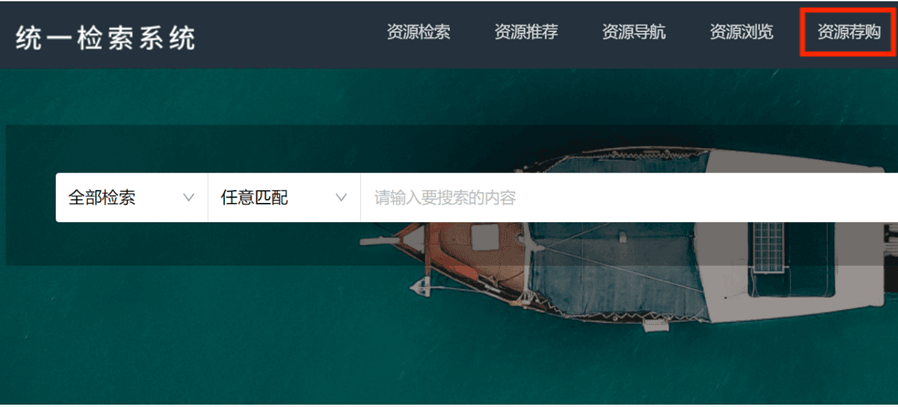 统一检索系统
资源检索
资源推荐
资源导航
资源浏览
资源荐购
全部检索
任意匹配
请输入要搜索的内容